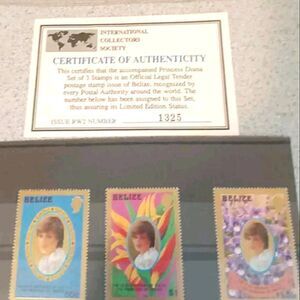 INTERNATIONAL
COLLECTORS
SOCIETY
CERTIFICATE OF AUTHENTICITY
This certifies that the accompanied Princess Diana
Set of 3 Stamps is an Official Legal Tender
postage stamp issue of Belize, recognized by
every Postal Authority around the world. The
number below has been assigned to this Set,
thus assuring its Limited Edition Status.
ISSUE RW2 NUMBER 1325
BELIZE
BELIZE
BELIZE
$1